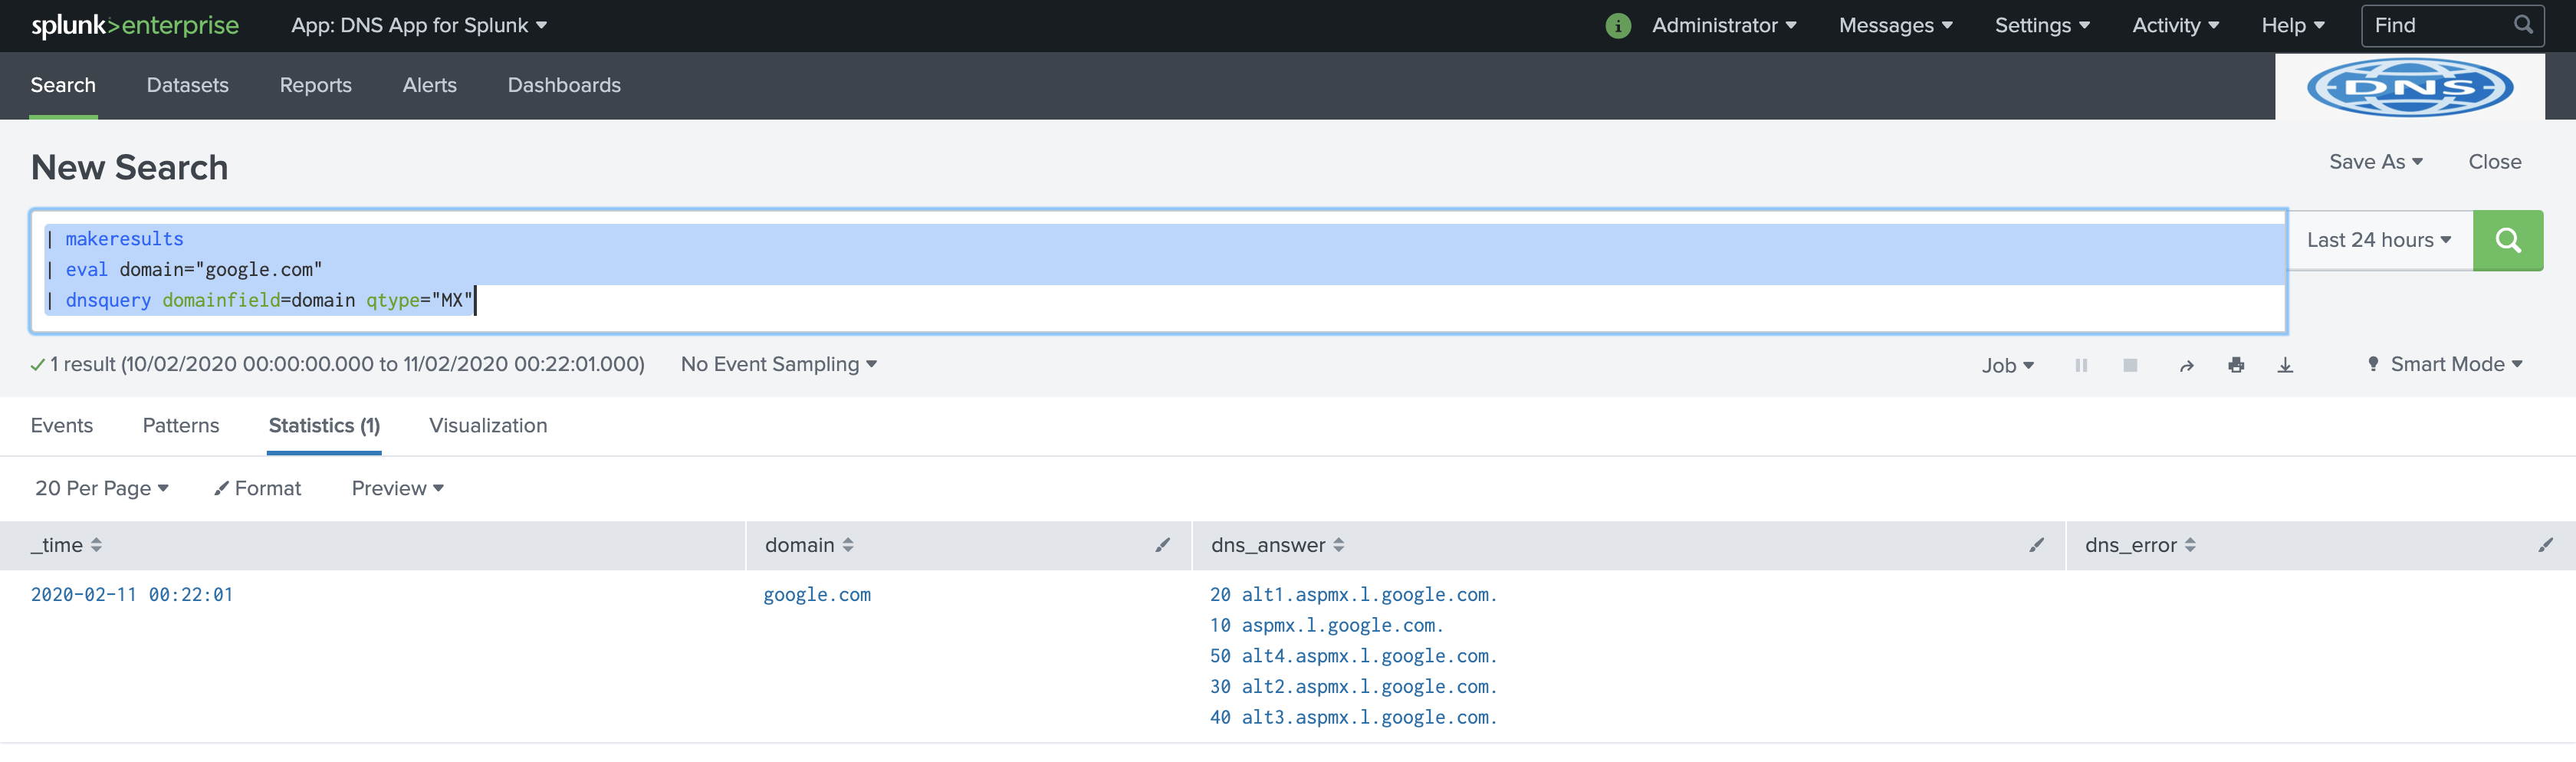 splunk>enterprise App: DNS App for Splunk i Administrator Messages Settings Activity Help Find
Search Datasets Reports Alerts Dashboards DNS
New Search Save As Close
| makeresults
| eval domain="google.com" Last 24 hours
| dnsquery domainfield=domain qtype="MX"
1 result (10/02/2020 00:00:00.000 to 11/02/2020 00:22:01.000) No Event Sampling Job Smart Mode
Events Patterns Statistics (1) Visualization
20 Per Page Format Preview
_time domain dns_answer dns_error
2020-02-11 00:22:01 google.com 20 alt1.aspmx.l.google.com.
10 aspmx.l.google.com.
50 alt4.aspmx.l.google.com.
30 alt2.aspmx.l.google.com.
40 alt3.aspmx.l.google.com.